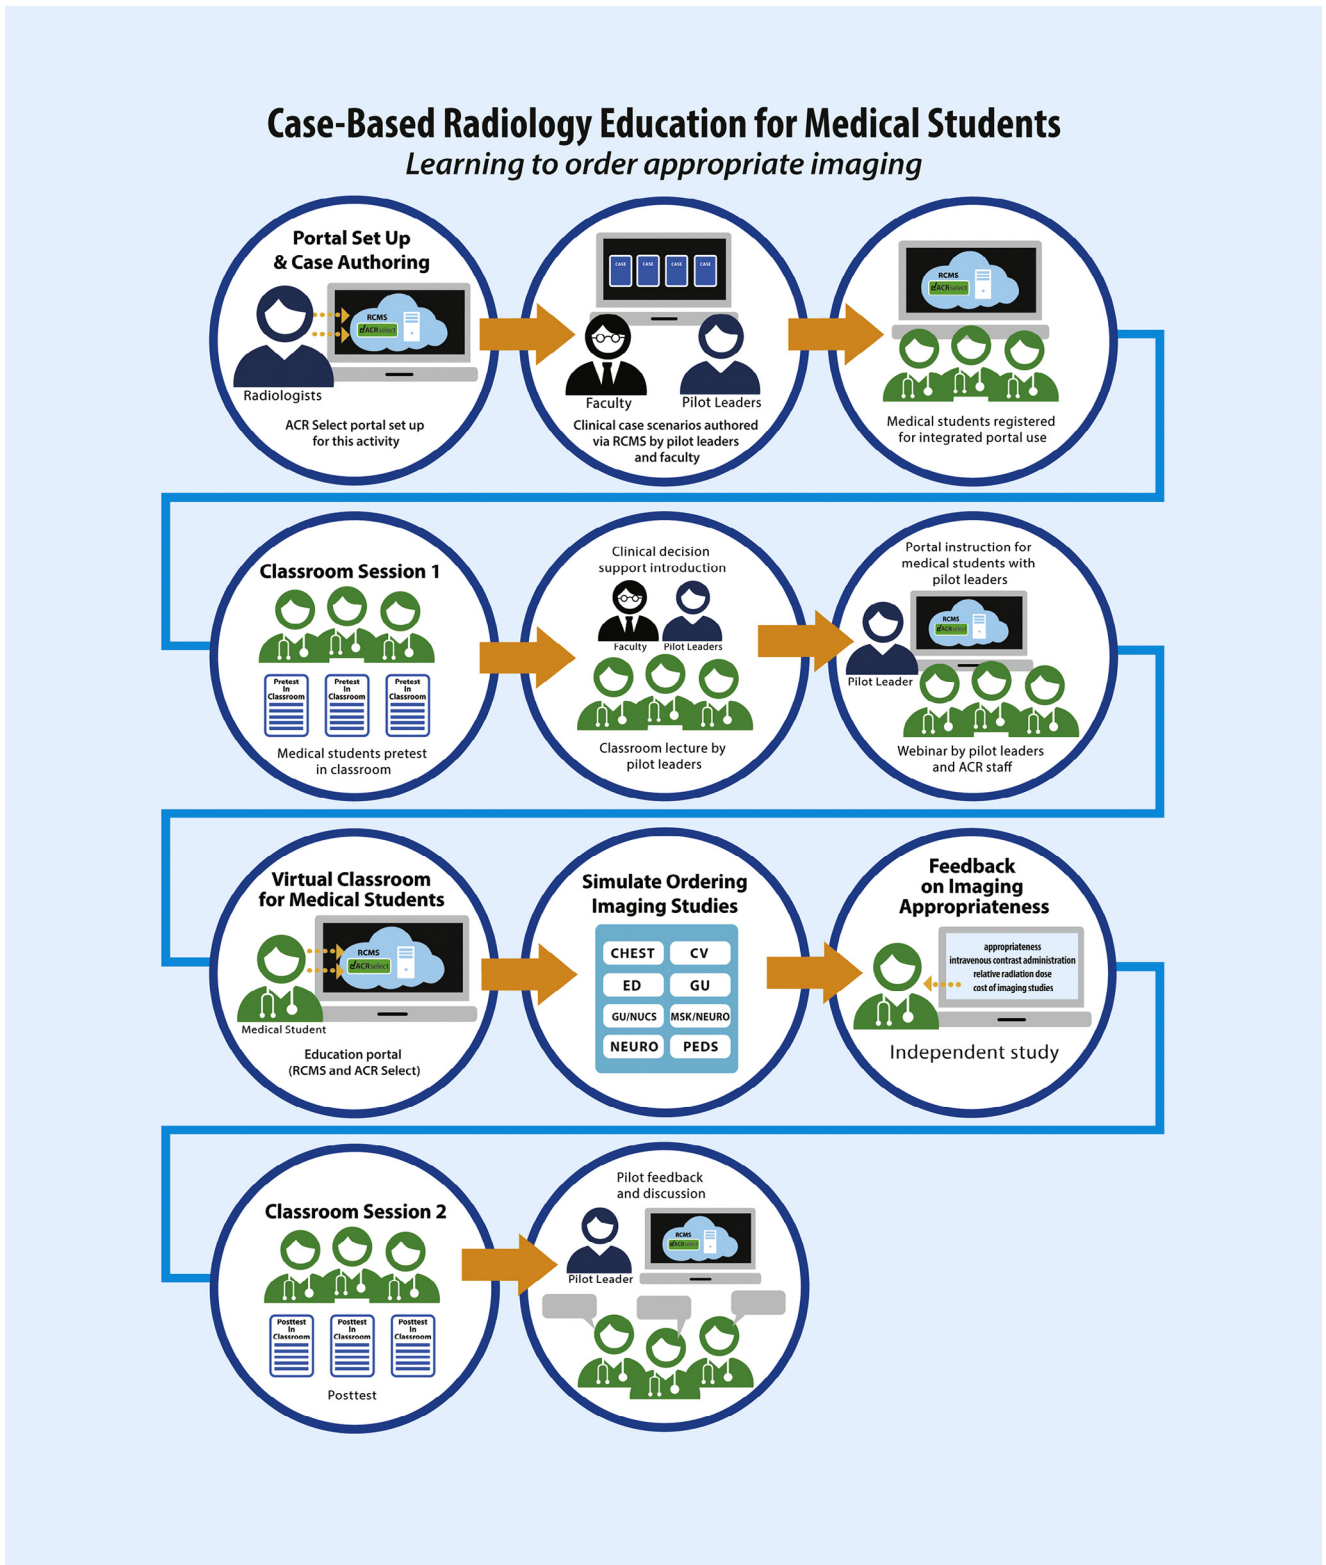 Case-Based Radiology Education for Medical Students
Learning to order appropriate imaging
Portal Set Up
& Case Authoring
RCMS
ACR select
Radiologists
ACR Select portal set up
for this activity
CASE CASE CASE CASE
Faculty Pilot Leaders
Clinical case scenarios authored
via RCMS by pilot leaders
and faculty
RCMS
ACR select
Medical students registered
for integrated portal use
Classroom Session 1
Pretest
In
Classroom
Pretest
In
Classroom
Pretest
In
Classroom
Medical students pretest
in classroom
Clinical decision
support introduction
Faculty Pilot Leaders
Classroom lecture by
pilot leaders
Portal instruction for
medical students with
pilot leaders
RCMS
ACR select
Pilot Leader
Webinar by pilot leaders
and ACR staff
Virtual Classroom
for Medical Students
RCMS
ACR select
Medical Student
Education portal
(RCMS and ACR Select)
Simulate Ordering
Imaging Studies
CHEST CV
ED GU
GU/NUCS MSK/NEURO
NEURO PEDS
Feedback
on Imaging
Appropriateness
appropriateness
intravenous contrast administration
relative radiation dose
cost of imaging studies
Independent study
Classroom Session 2
Posttest
In
Classroom
Posttest
In
Classroom
Posttest
In
Classroom
Posttest
Pilot feedback
and discussion
RCMS
ACR select
Pilot Leader